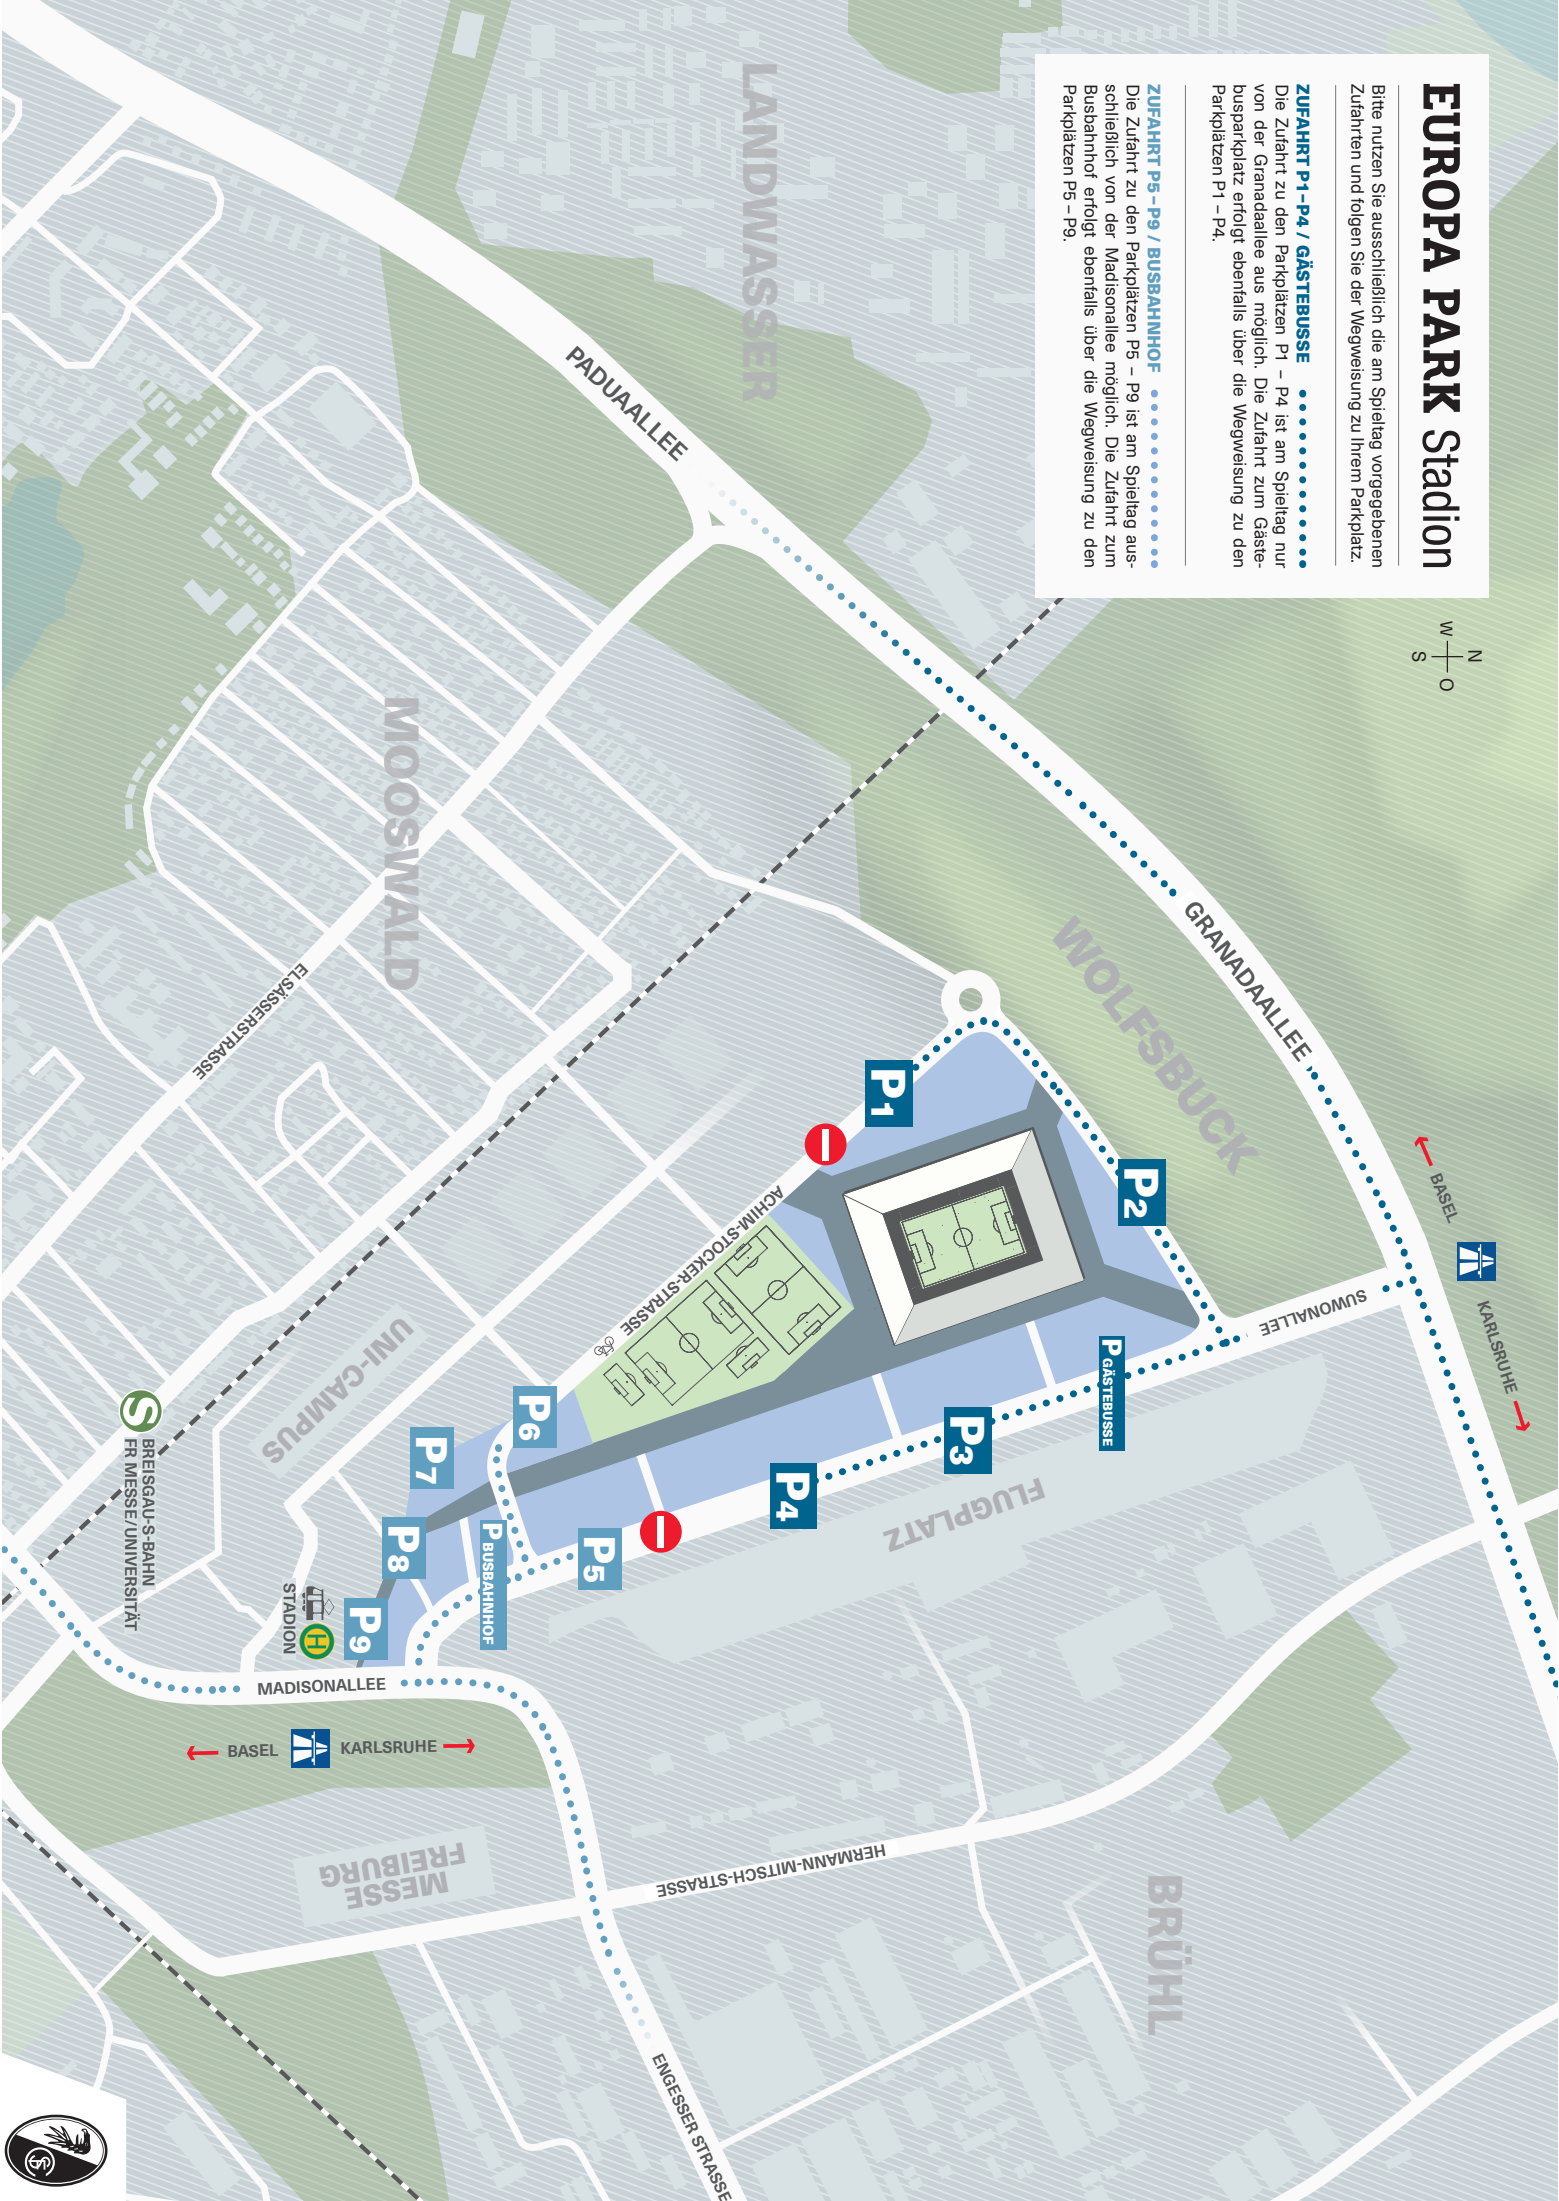 EUROPA PARK Stadion
Bitte nutzen Sie ausschließlich die am Spieltag vorgegebenen
Zufahrten und folgen Sie der Wegweisung zu Ihrem Parkplatz.
ZUFAHRT P1 – P4 / GÄSTEBUSSE
Die Zufahrt zu den Parkplätzen P1 – P4 ist am Spieltag nur
von der Granadaallee aus möglich. Die Zufahrt zum Gäste-
busparkplatz erfolgt ebenfalls über die Wegweisung zu den
Parkplätzen P1 – P4.
ZUFAHRT P5 – P9 / BUSBAHNHOF
Die Zufahrt zu den Parkplätzen P5 – P9 ist am Spieltag aus-
schließlich von der Madisonallee möglich. Die Zufahrt zum
Busbahnhof erfolgt ebenfalls über die Wegweisung zu den
Parkplätzen P5 – P9.
N
W O
S
LANDWASSER
PADUAALLEE
MOOSWALD
ELSÄSSERSTRASSE
WOLFSBUCK
GRANADAALLEE
BASEL
KARLSRUHE
SUWONALLEE
P1
P2
P GÄSTEBUSSE
P3
P4
ACHIM-STOCKER-STRASSE
FLUGPLATZ
P5
P6
P7
P8
P BUSBAHNHOF
P9
UNI-CAMPUS
S
BREISGAU-S-BAHN
FR MESSE/UNIVERSITÄT
H
STADION
MADISONALLEE
BASEL
KARLSRUHE
MESSE
FREIBURG
HERMANN-MITSCH-STRASSE
BRÜHL
ENGESSER STRASSE